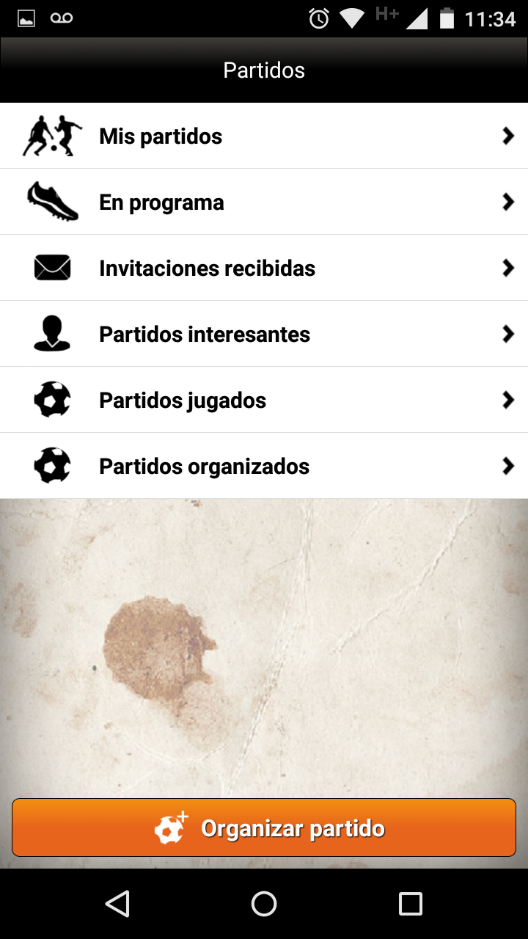 H+ 11:34
Partidos
Mis partidos
En programa
Invitaciones recibidas
Partidos interesantes
Partidos jugados
Partidos organizados
Organizar partido